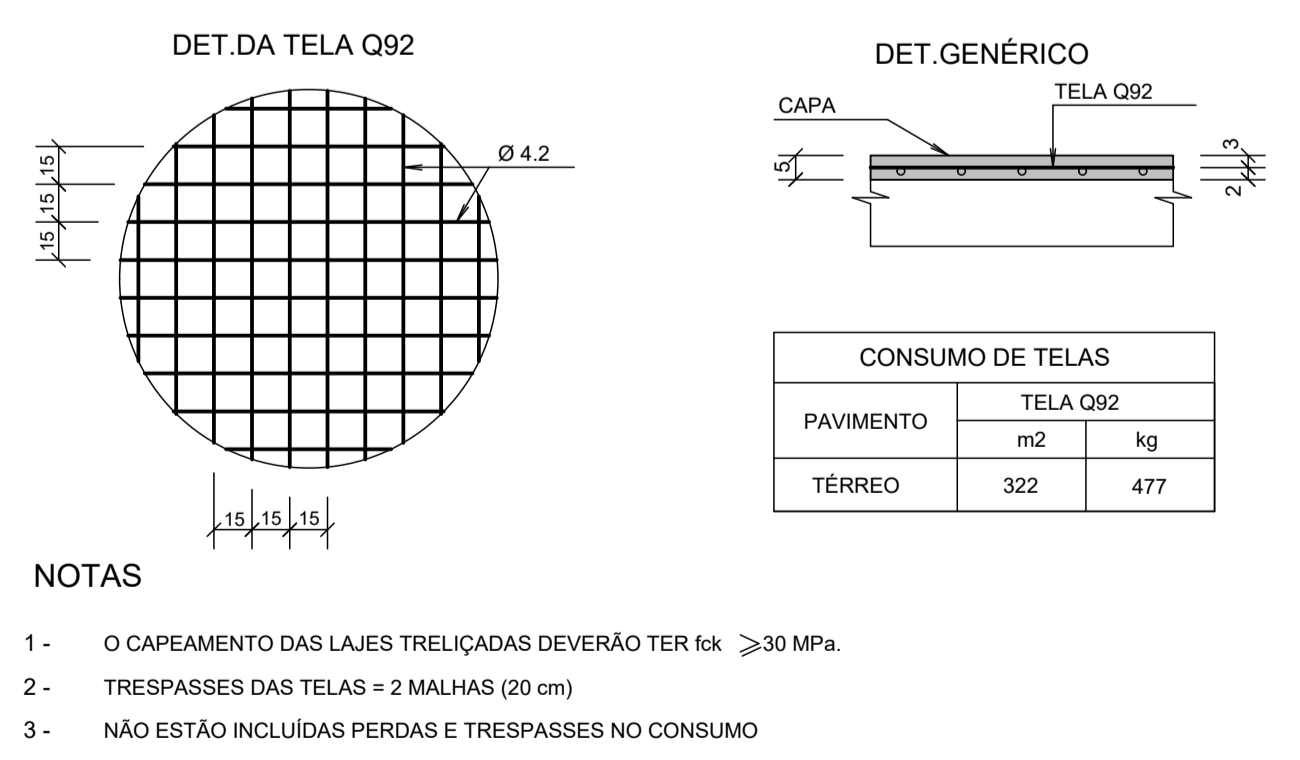 DET.DA TELA Q92
15
15
15
Ø 4.2
15 15 15
DET.GENÉRICO
CAPA
TELA Q92
5
3
2
CONSUMO DE TELAS
PAVIMENTO
TELA Q92
m2 kg
TÉRREO 322 477
NOTAS
1 - O CAPEAMENTO DAS LAJES TRELIÇADAS DEVERÃO TER fck ⩾30 MPa.
2 - TRESPASSES DAS TELAS = 2 MALHAS (20 cm)
3 - NÃO ESTÃO INCLUÍDAS PERDAS E TRESPASSES NO CONSUMO